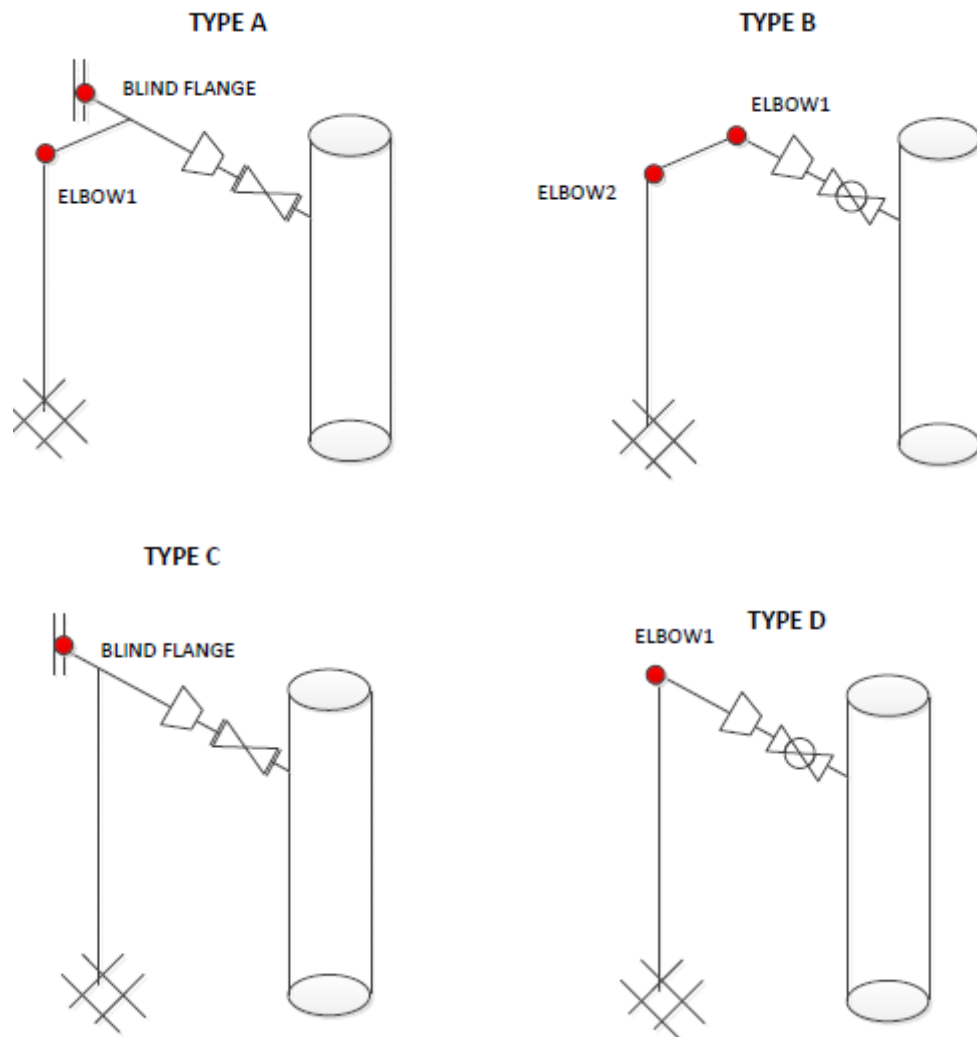 TYPE A
TYPE B
BLIND FLANGE
ELBOW1
ELBOW1
ELBOW2
TYPE C
TYPE D
ELBOW1
BLIND FLANGE